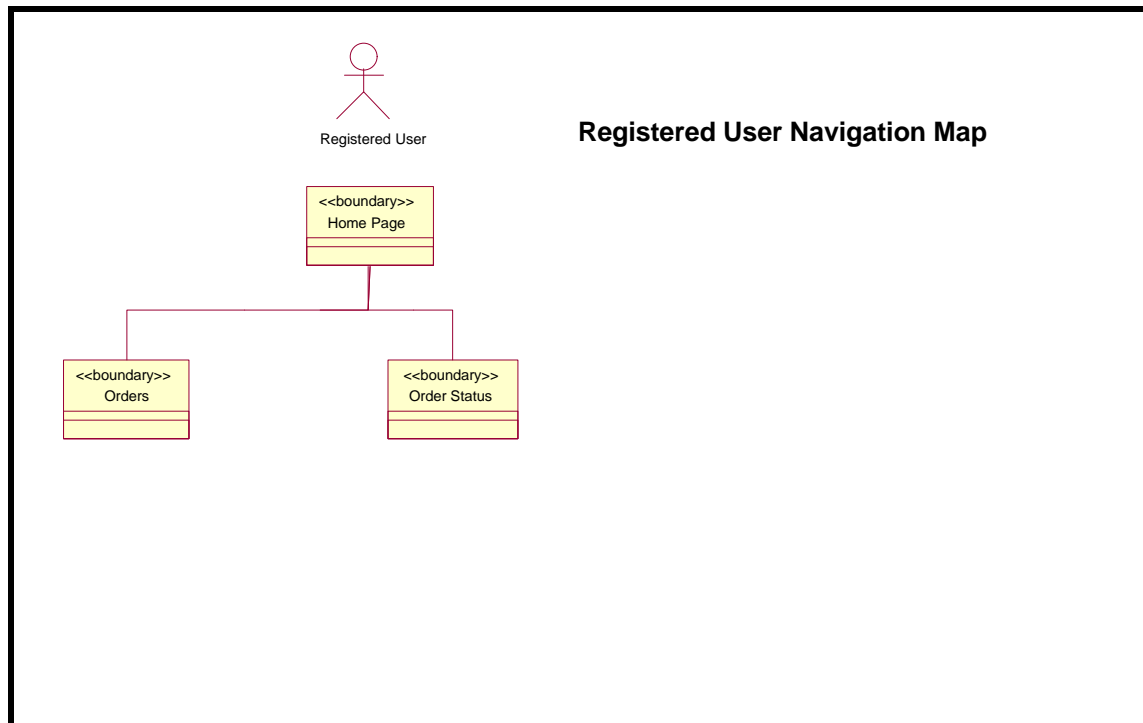 Registered User
Registered User Navigation Map
<<boundary>>
Home Page
<<boundary>>
Orders
<<boundary>>
Order Status